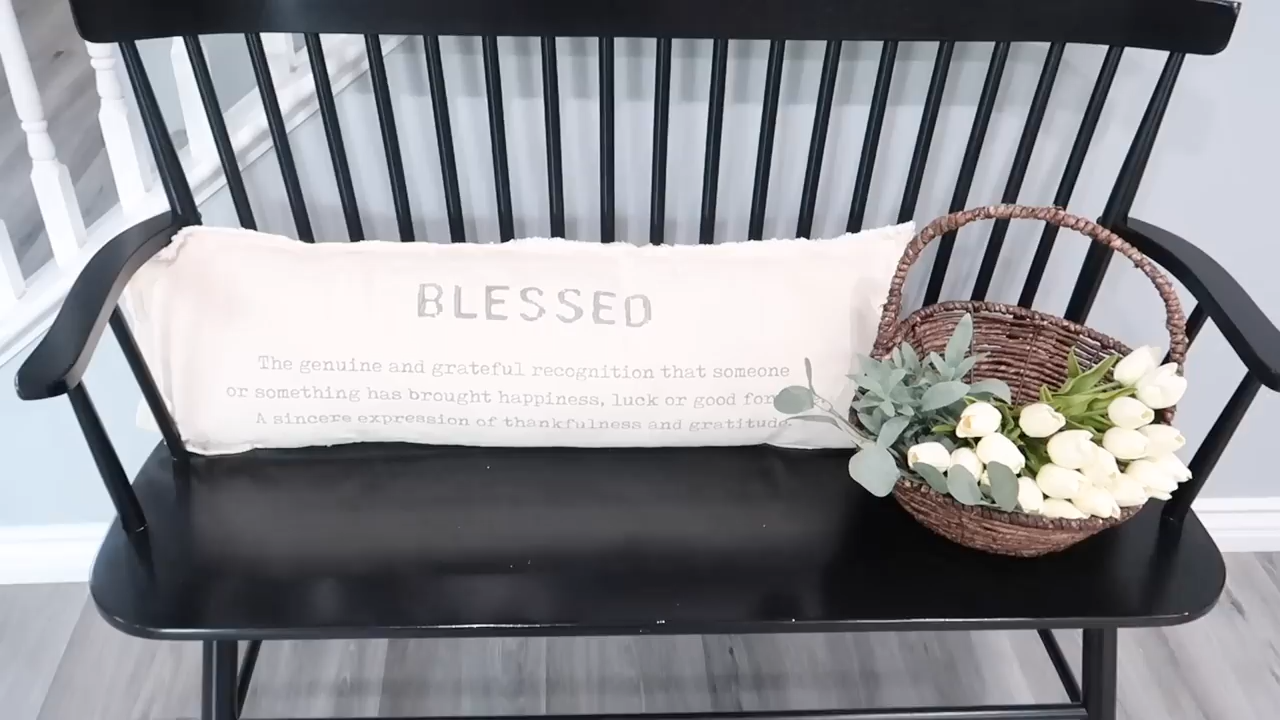 BLESSED
The genuine and grateful recognition that someone
or something has brought happiness, luck or good for
A sincere expression of thankfulness and gratitude.